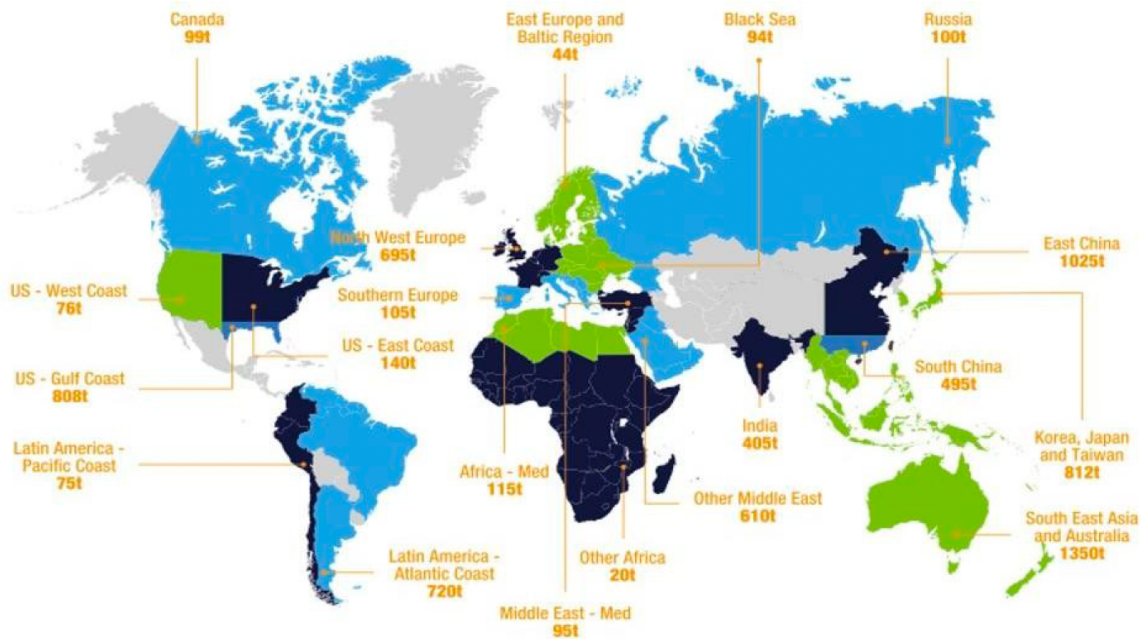 Canada
99t
East Europe and
Baltic Region
44t
Black Sea
94t
Russia
100t
North West Europe
695t
East China
1025t
US - West Coast
76t
Southern Europe
105t
US - East Coast
140t
US - Gulf Coast
808t
South China
495t
India
405t
Korea, Japan
and Taiwan
812t
Latin America -
Pacific Coast
75t
Africa - Med
115t
Other Middle East
610t
South East Asia
and Australia
1350t
Latin America -
Atlantic Coast
720t
Other Africa
20t
Middle East - Med
95t